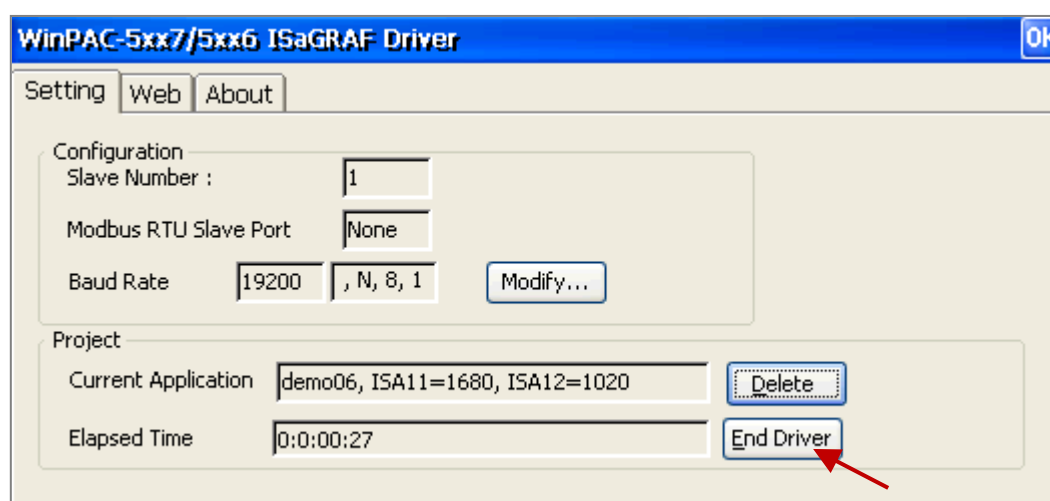 WinPAC-5xx7/5xx6 ISaGRAF Driver OK
Setting Web About
Configuration
Slave Number : 1
Modbus RTU Slave Port None
Baud Rate 19200 , N, 8, 1 Modify...
Project
Current Application demo06, ISA11=1680, ISA12=1020 Delete
Elapsed Time 0:0:00:27 End Driver